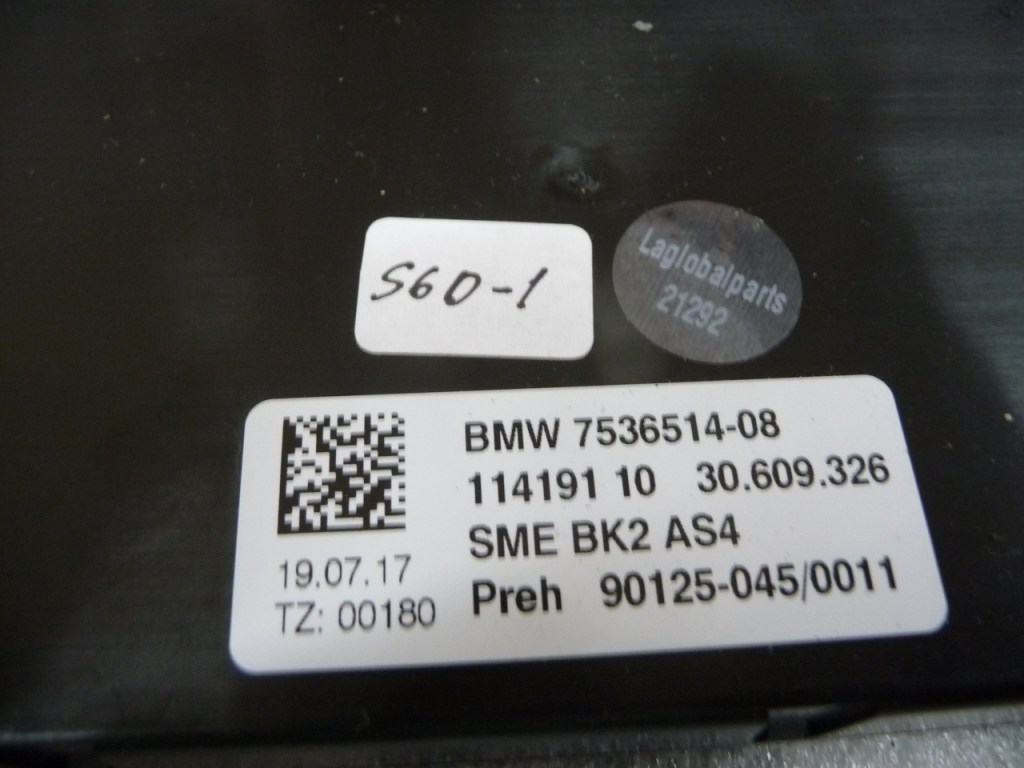 S60-1
Laglobalparts
21292
BMW 7536514-08
114191 10 30.609.326
SME BK2 AS4
Preh 90125-045/0011
19.07.17
TZ: 00180